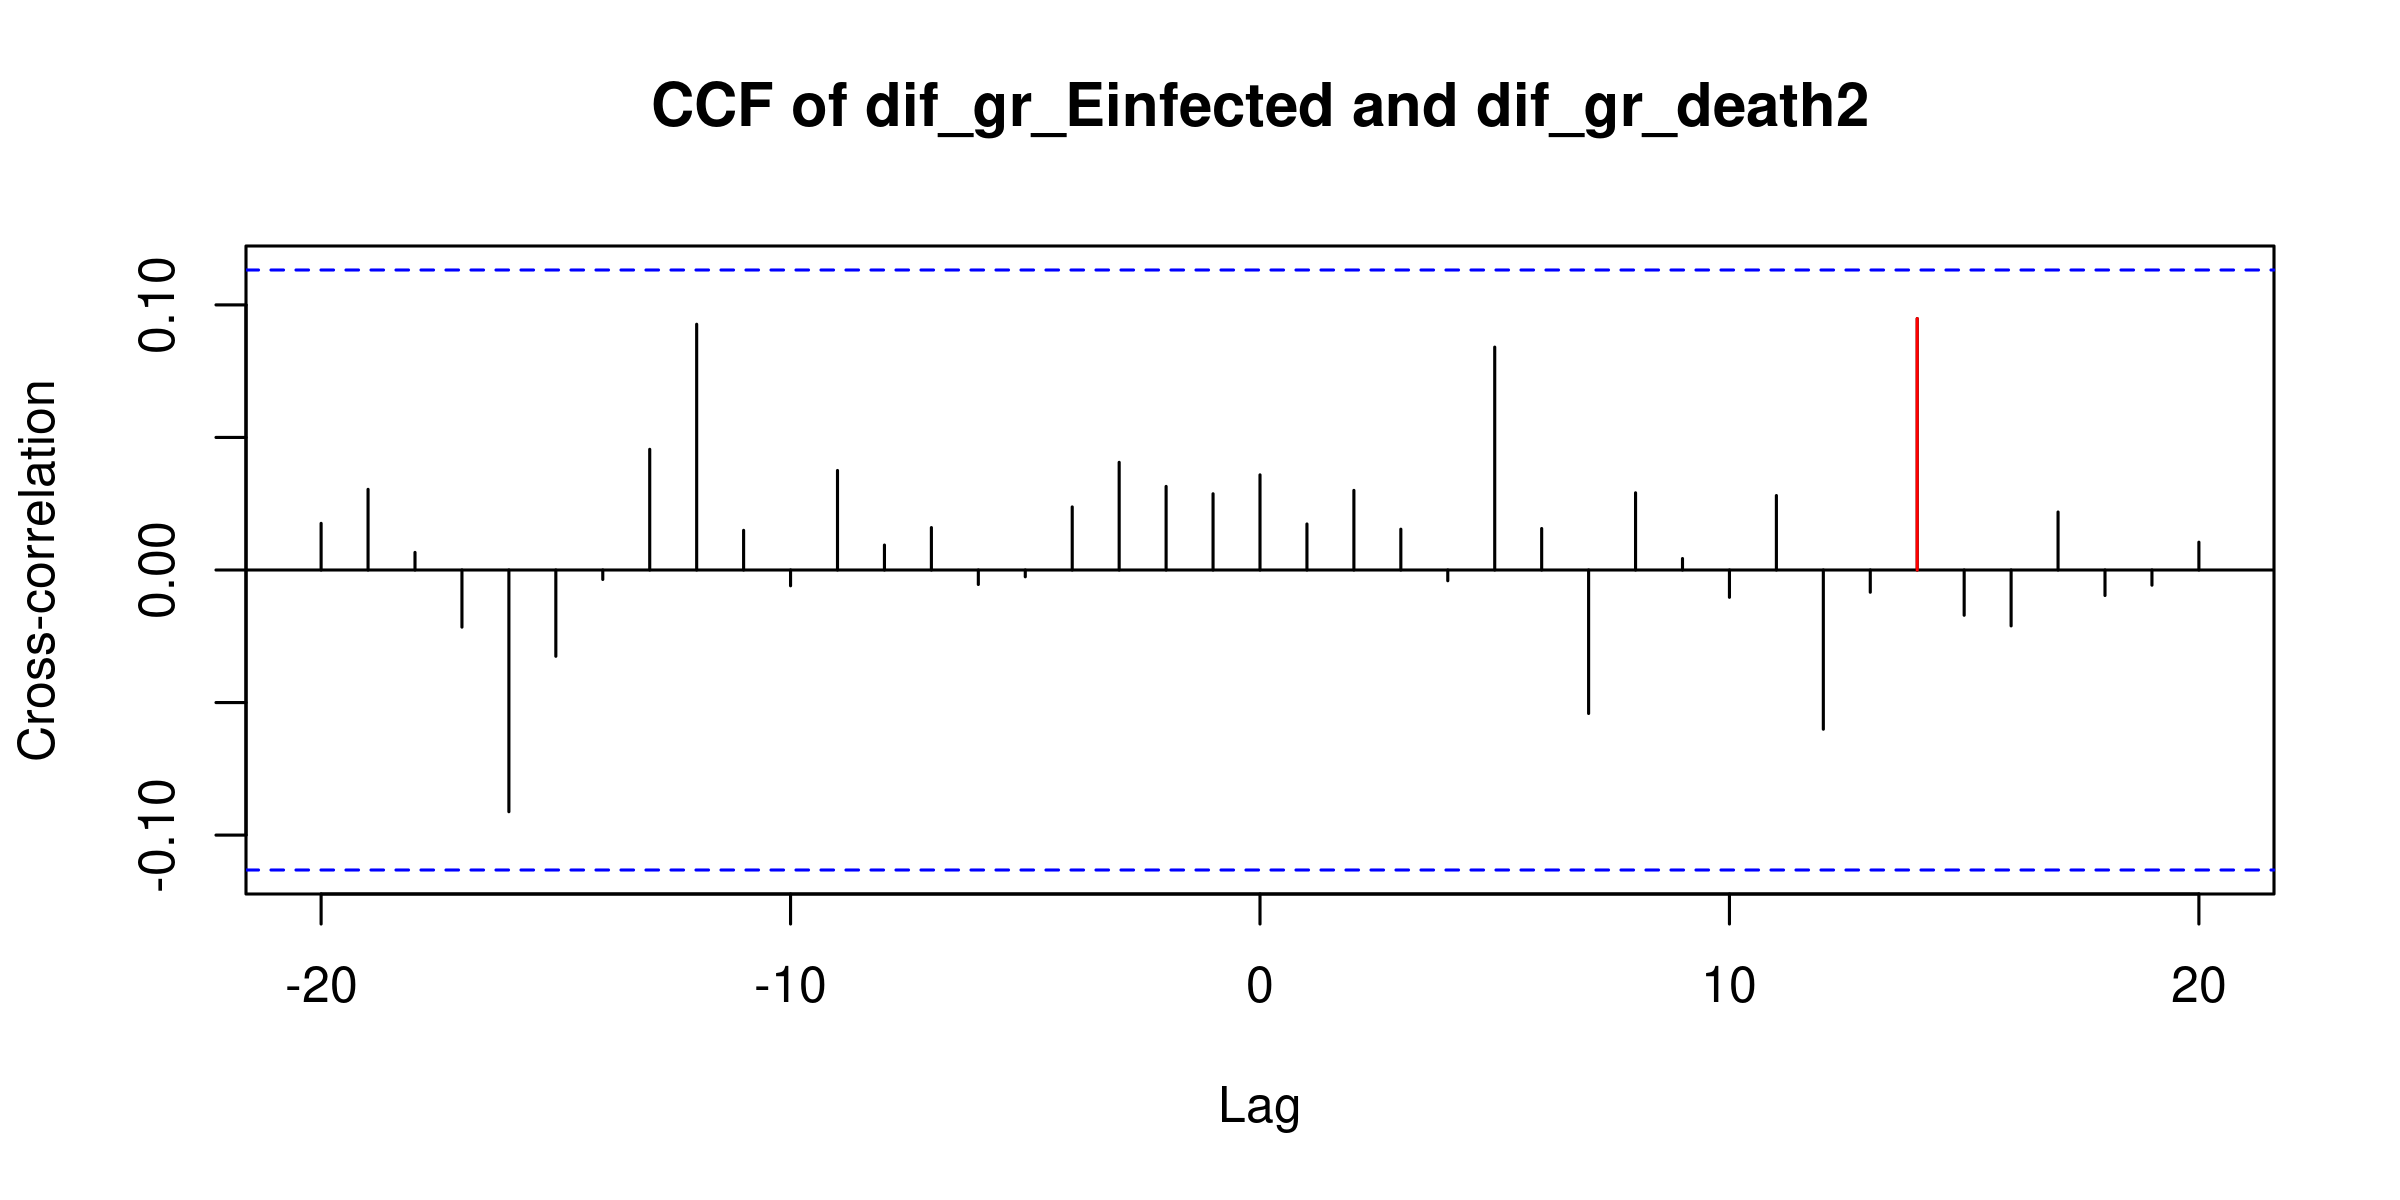 CCF of dif_gr_Einfected and dif_gr_death2
Cross-correlation
0.10
0.00
-0.10
-20 -10 0 10 20
Lag